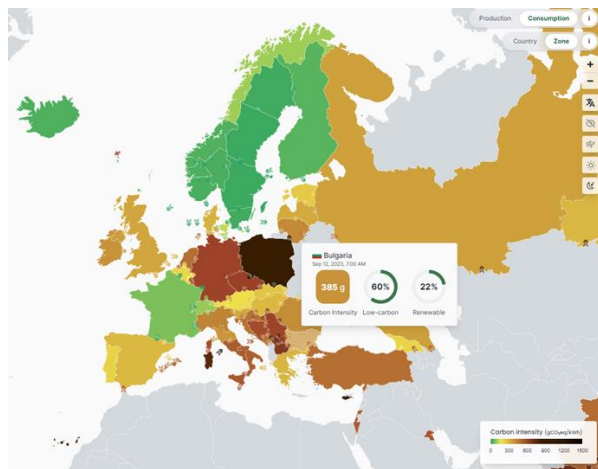 Production Consumption i
Country Zone i
+
−
Bulgaria
Sep 12, 2023, 7:00 AM
385 g 60% 22%
Carbon Intensity Low-carbon Renewable
Carbon intensity (gCO₂eq/kWh)
0 300 600 900 1200 1500